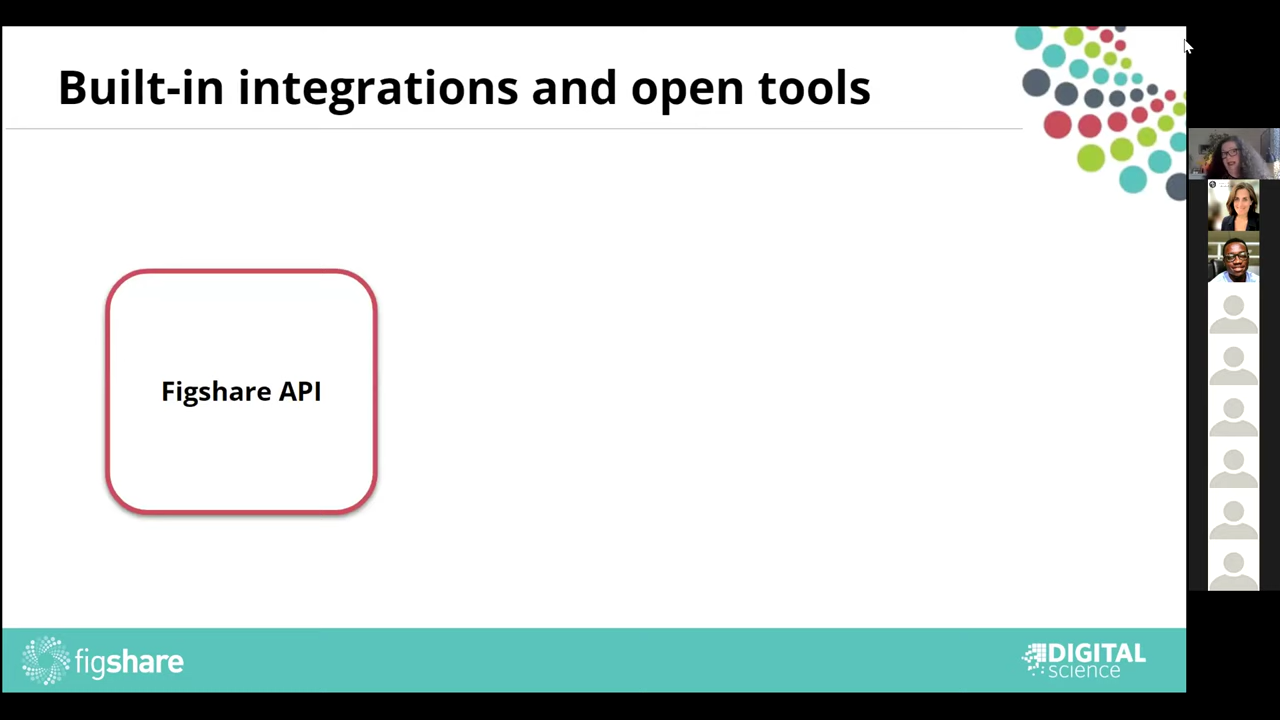 Built-in integrations and open tools
Figshare API
figshare
DIGITAL
science